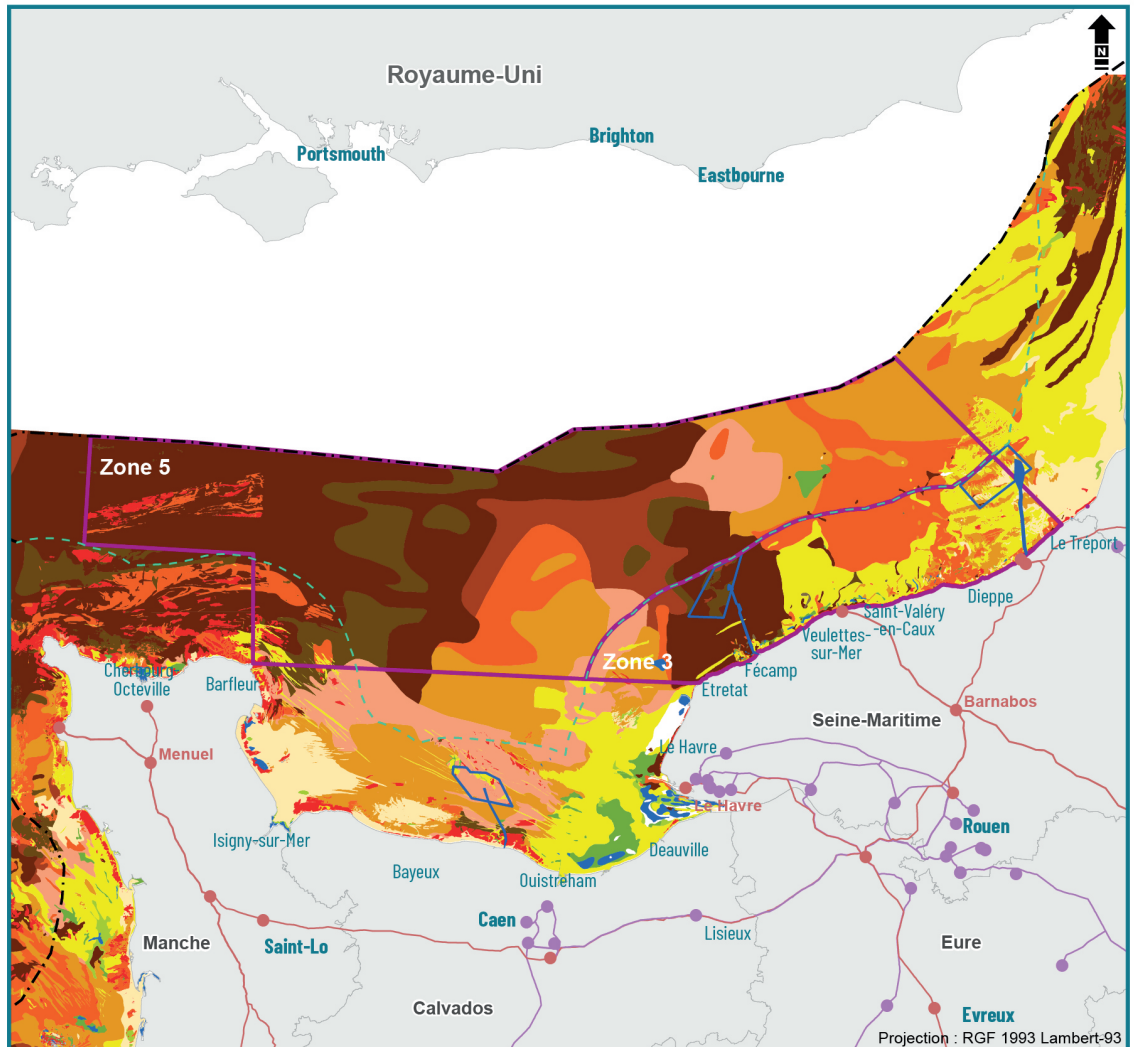 N
Royaume-Uni
Portsmouth
Brighton
Eastbourne
Zone 5
Le Tréport
Dieppe
Saint-Valéry
-en-Caux
Veulettes-
sur-Mer
Zone 3
Fécamp
Etretat
Cherbourg
Octeville
Barfleur
Seine-Maritime
Barnabos
Menuel
Le Havre
Le Havre
Rouen
Isigny-sur-Mer
Bayeux
Deauville
Ouistreham
Caen
Lisieux
Manche
Saint-Lo
Eure
Calvados
Evreux
Projection : RGF 1993 Lambert-93